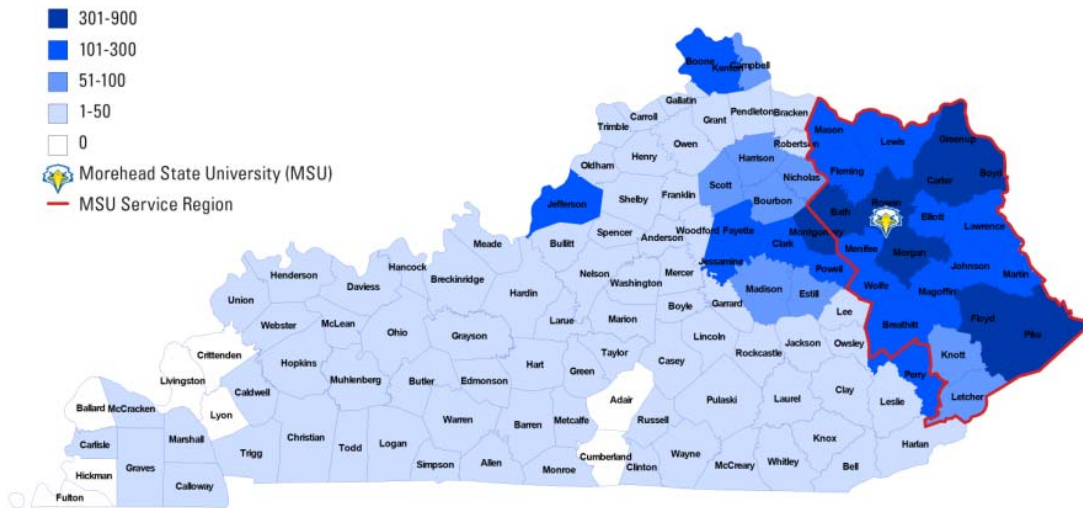 301-900
101-300
51-100
1-50
0
Morehead State University (MSU)
MSU Service Region
Boone
Kenton
Campbell
Gallatin
Pendleton
Bracken
Carroll
Grant
Trimble
Owen
Robertson
Mason
Lewis
Greenup
Henry
Oldham
Harrison
Fleming
Nicholas
Carter
Boyd
Scott
Shelby
Franklin
Bourbon
Rowan
Bath
Elliott
Jefferson
Lawrence
Spencer
Anderson
Woodford
Fayette
Montgomery
Clark
Menifee
Morgan
Meade
Bullitt
Jessamine
Powell
Johnson
Martin
Hancock
Henderson
Breckinridge
Nelson
Mercer
Washington
Daviess
Madison
Estill
Wolfe
Magoffin
Union
Hardin
Boyle
Garrard
Lee
Webster
McLean
Ohio
Larue
Marion
Floyd
Breathitt
Pike
Grayson
Lincoln
Jackson
Owsley
Crittenden
Hopkins
Taylor
Casey
Rockcastle
Knott
Hart
Green
Perry
Livingston
Muhlenberg
Butler
Edmonson
Caldwell
Clay
Adair
Leslie
Letcher
Ballard
McCracken
Lyon
Pulaski
Laurel
Warren
Barren
Metcalfe
Russell
Carlisle
Marshall
Christian
Todd
Logan
Knox
Harlan
Trigg
Cumberland
Wayne
Graves
Simpson
Allen
Monroe
Clinton
McCreary
Whitley
Bell
Hickman
Calloway
Fulton